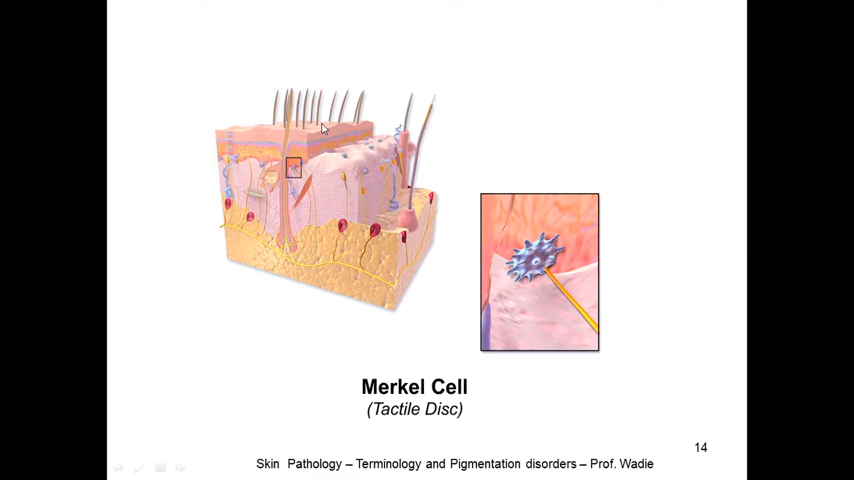 Merkel Cell
(Tactile Disc)
14
Skin Pathology – Terminology and Pigmentation disorders – Prof. Wadie